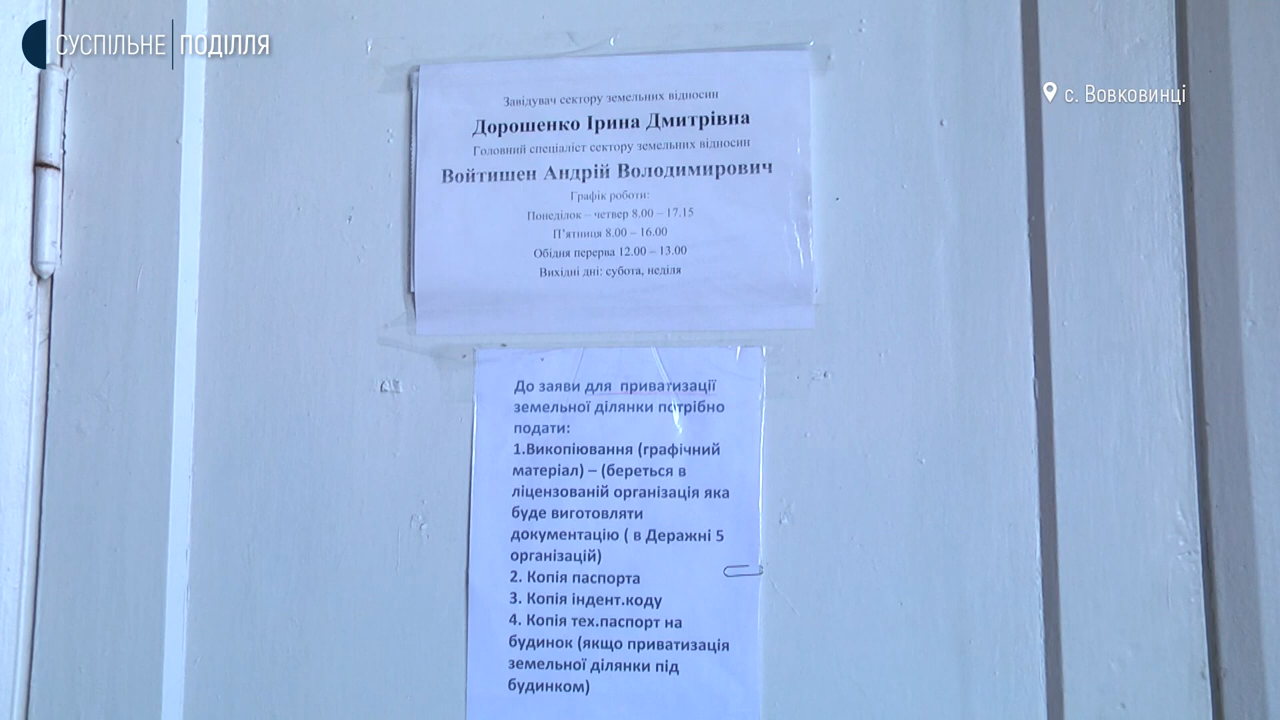 СУСПІЛЬНЕ ПОДІЛЛЯ
с. Вовковинці
Завідувач сектору земельних відносин
Дорошенко Ірина Дмитрівна
Головний спеціаліст сектору земельних відносин
Войтишен Андрій Володимирович
Графік роботи:
Понеділок – четвер 8.00 – 17.15
П'ятниця 8.00 – 16.00
Обідня перерва 12.00 – 13.00
Вихідні дні: субота, неділя
До заяви для приватизації
земельної ділянки потрібно
подати:
1.Викопіювання (графічний
матеріал) – (береться в
ліцензованій організація яка
буде виготовляти
документацію ( в Деражні 5
організацій)
2. Копія паспорта
3. Копія індент.коду
4. Копія тех.паспорт на
будинок (якщо приватизація
земельної ділянки під
будинком)